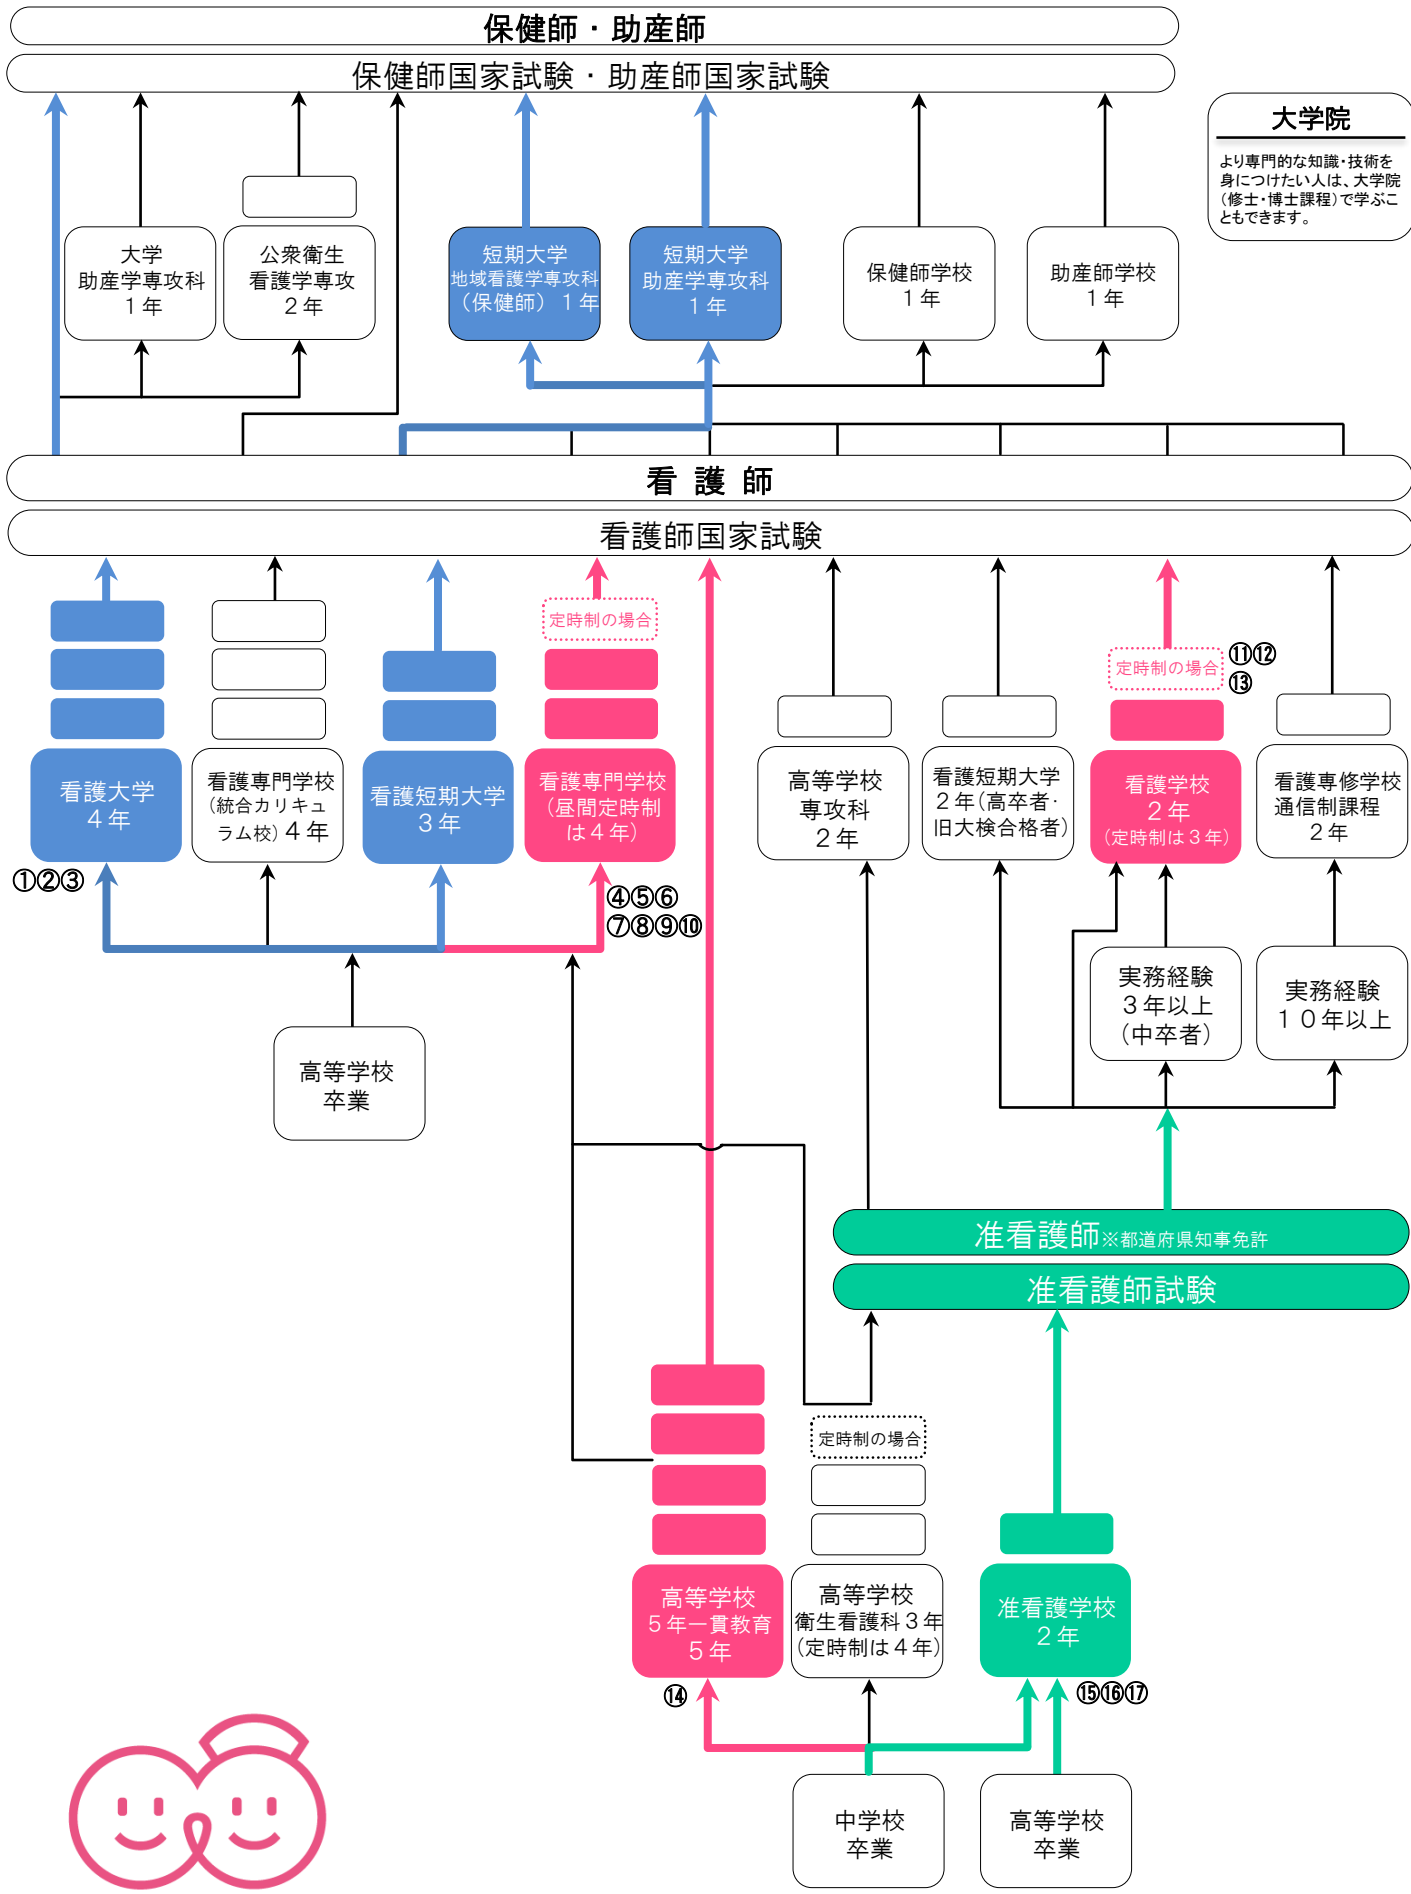 保健師・助産師
保健師国家試験・助産師国家試験
大学院
より専門的な知識・技術を
身につけたい人は、大学院
（修士・博士課程）で学ぶこ
ともできます。
大学
助産学専攻科
１年
公衆衛生
看護学専攻
２年
短期大学
地域看護学専攻科
（保健師）１年
短期大学
助産学専攻科
１年
保健師学校
１年
助産師学校
１年
看 護 師
看護師国家試験
定時制の場合
定時制の場合
⑪⑫
⑬
看護大学
４年
①②③
看護専門学校
(統合カリキュ
ラム校)４年
看護短期大学
３年
看護専門学校
(昼間定時制
は４年)
④⑤⑥
⑦⑧⑨⑩
高等学校
専攻科
２年
看護短期大学
２年(高卒者・
旧大検合格者)
看護学校
２年
(定時制は３年)
看護専修学校
通信制課程
２年
実務経験
３年以上
(中卒者)
実務経験
１０年以上
高等学校
卒業
准看護師※都道府県知事免許
准看護師試験
定時制の場合
高等学校
５年一貫教育
５年
⑭
高等学校
衛生看護科３年
(定時制は４年)
准看護学校
２年
⑮⑯⑰
中学校
卒業
高等学校
卒業